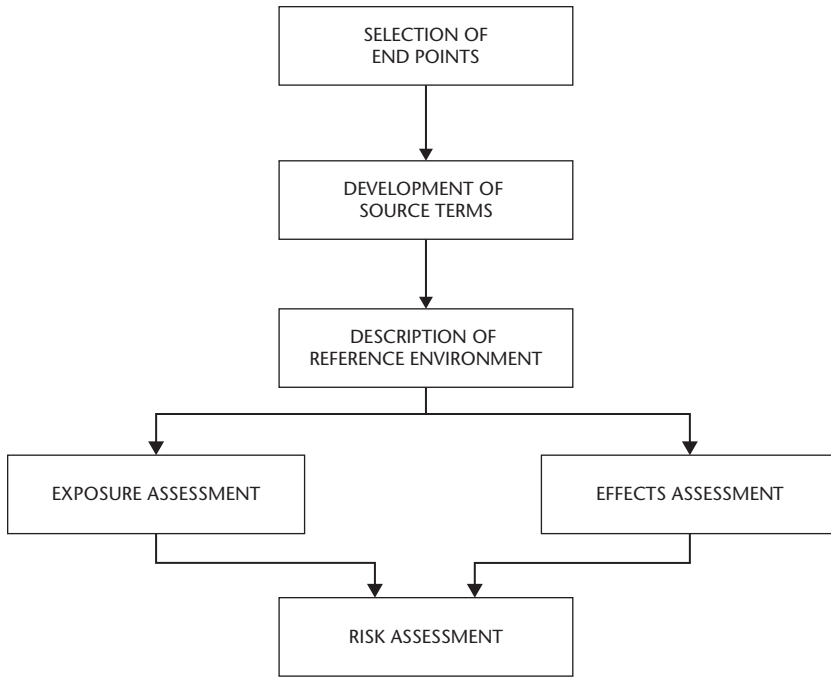 SELECTION OF
END POINTS
DEVELOPMENT OF
SOURCE TERMS
DESCRIPTION OF
REFERENCE ENVIRONMENT
EXPOSURE ASSESSMENT
EFFECTS ASSESSMENT
RISK ASSESSMENT